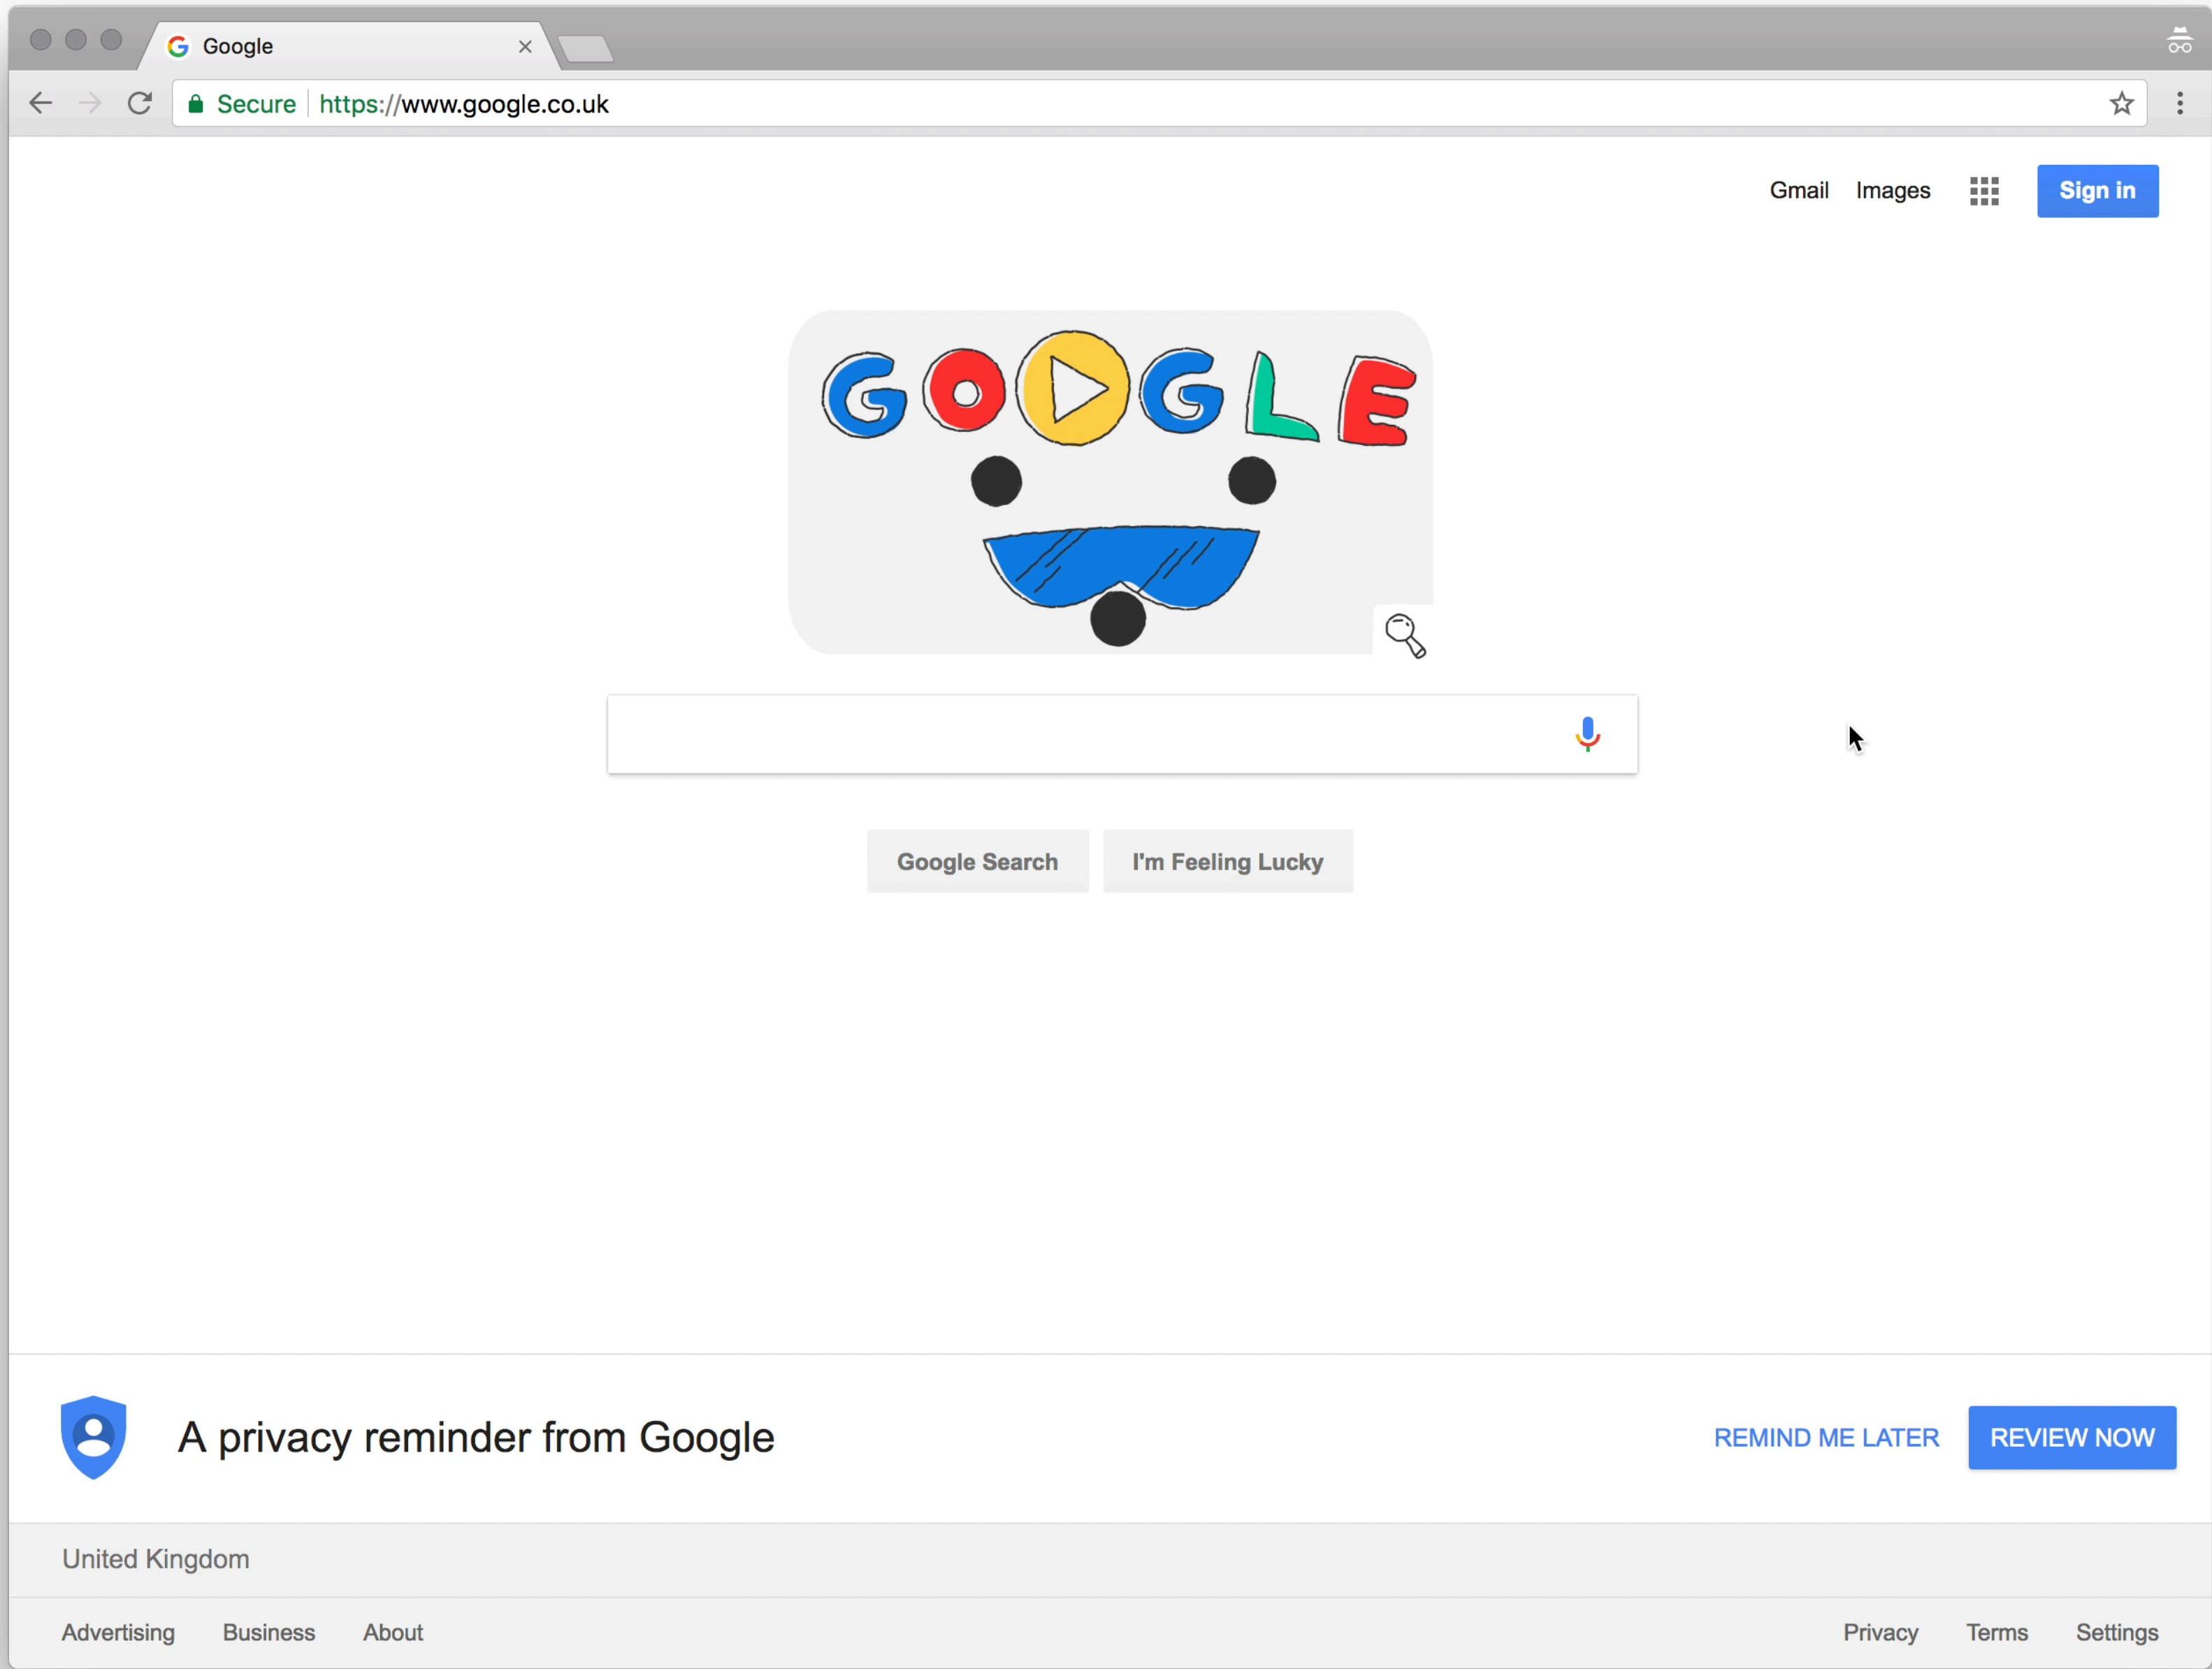 Google
Secure https://www.google.co.uk
Gmail Images Sign in
GOOGLE
Google Search I'm Feeling Lucky
A privacy reminder from Google REMIND ME LATER REVIEW NOW
United Kingdom
Advertising Business About Privacy Terms Settings